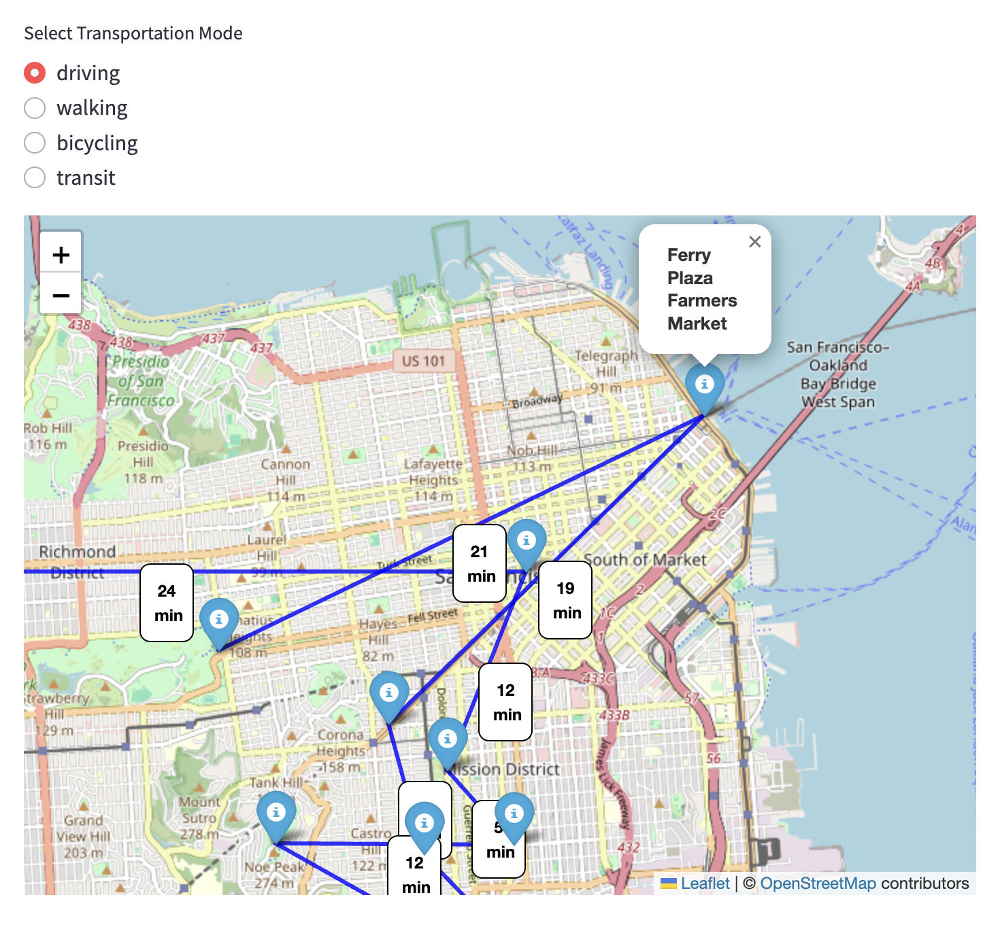 Select Transportation Mode
driving
walking
bicycling
transit
+
−
×
Ferry
Plaza
Farmers
Market
4
4B
4A
438
438
437
437
7
US 101
Presidio
of San
Francisco
Telegraph
Hill
91 m
San Francisco–
Oakland
Bay Bridge
West Span
Broadway
Rob Hill
116 m
Presidio
Hill
118 m
Cannon
Hill
114 m
Lafayette
Heights
114 m
Nob Hill
113 m
2C
Laurel
Hill
99 m
Richmond
District
Turk Street
21
min
South of Market
24
min
19
min
2
1C
1
Hayes
Hill
82 m
Fell Street
108 m
12
min
433C
57
433B
Hill
129 m
Corona
Heights
158 m
56
Mission District
James Lick Freeway
Tank Hill
Mount
Sutro
278 m
Grand
View Hill
203 m
Castro
Hill
122 m
5
min
432
12
min
Noe Peak
274 m
Leaflet | © OpenStreetMap contributors